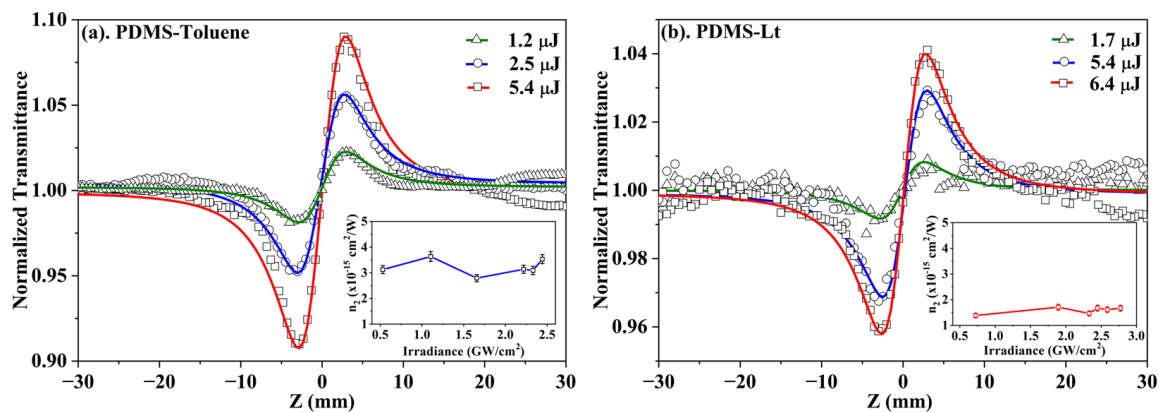 (a). PDMS-Toluene
1.2 μJ
2.5 μJ
5.4 μJ
Normalized Transmittance
1.10
1.05
1.00
0.95
0.90
−30 −20 −10 0 10 20 30
Z (mm)
n₂ (x10⁻¹⁵ cm²/W)
5
4
3
2
1
0.5 1.0 1.5 2.0 2.5
Irradiance (GW/cm²)
(b). PDMS-Lt
1.7 μJ
5.4 μJ
6.4 μJ
Normalized Transmittance
1.04
1.02
1.00
0.98
0.96
−30 −20 −10 0 10 20 30
Z (mm)
n₂ (x10⁻¹⁵ cm²/W)
5
4
3
2
1
0.5 1.0 1.5 2.0 2.5 3.0
Irradiance (GW/cm²)